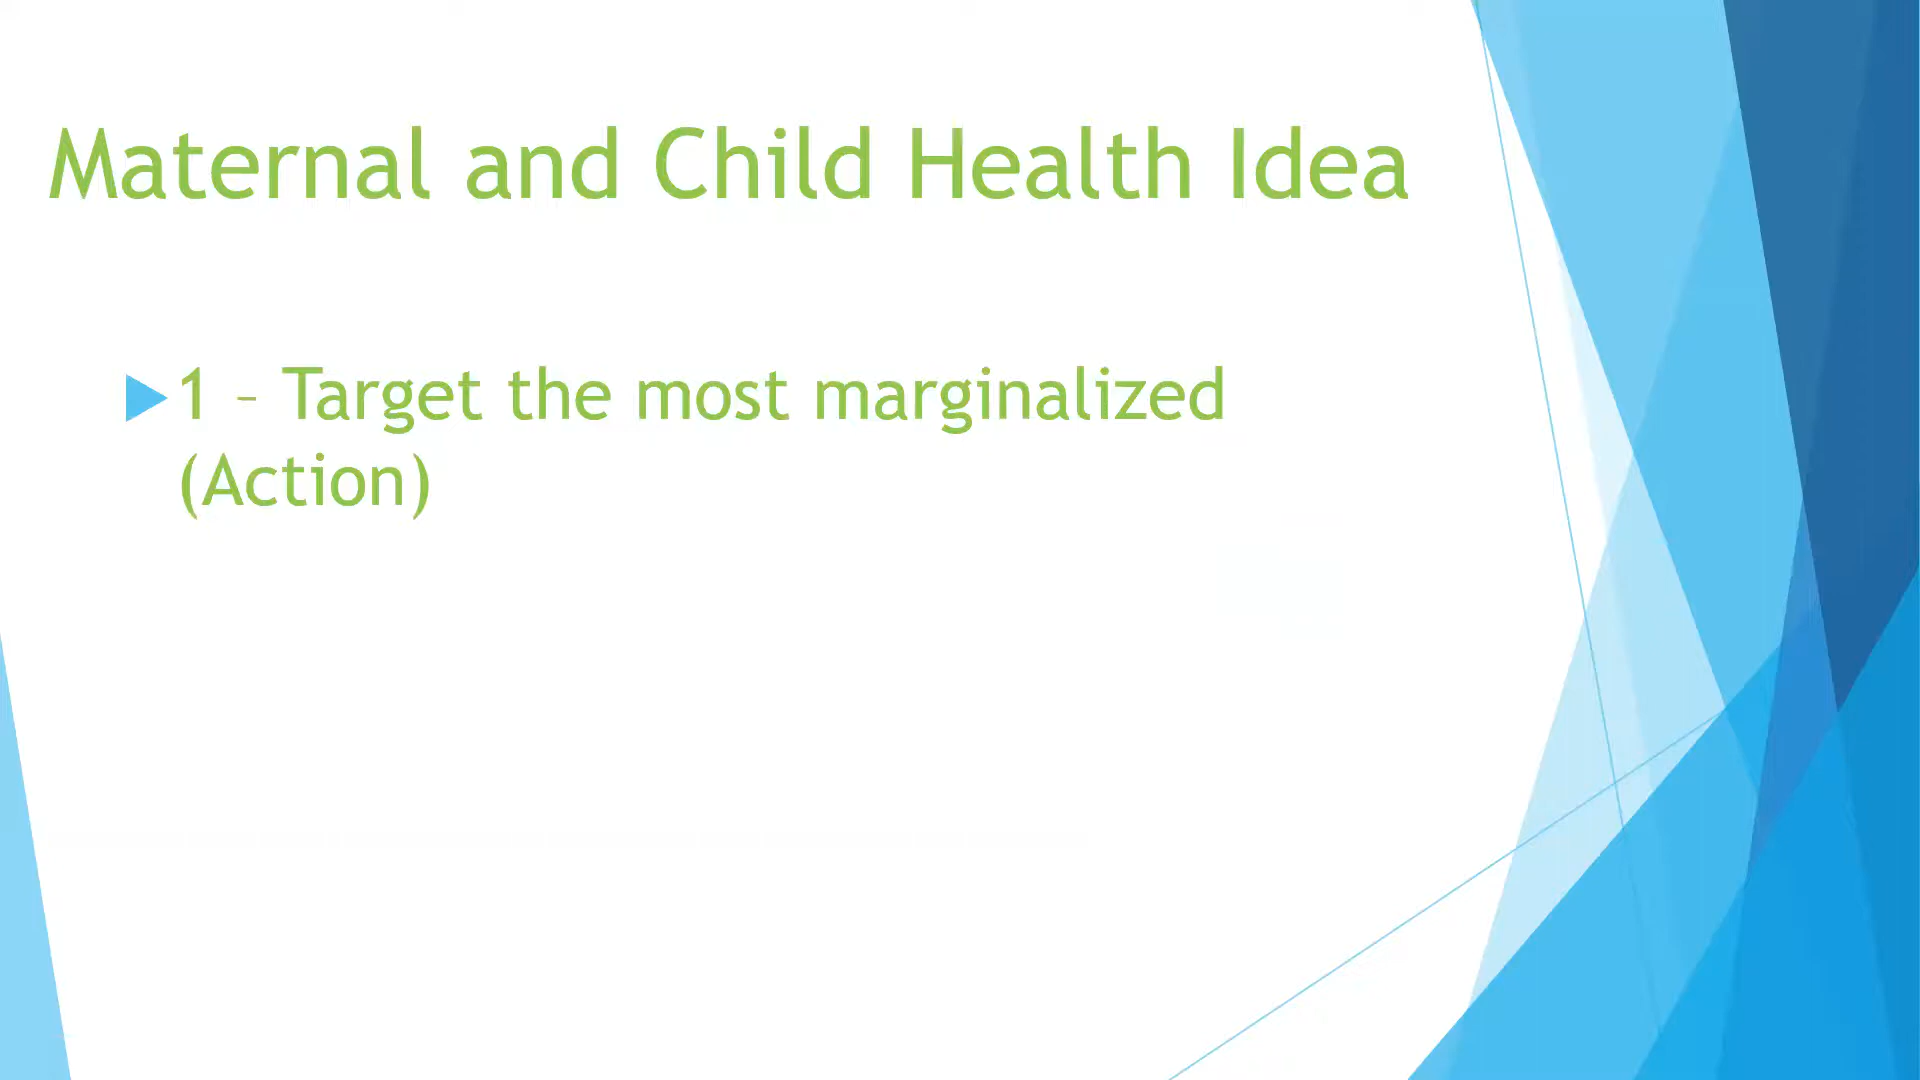 Maternal and Child Health Idea
1 – Target the most marginalized
(Action)